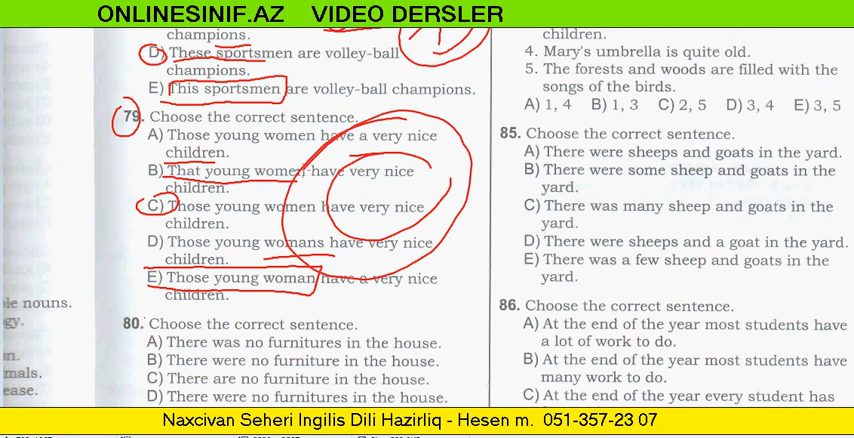 ONLINESINIF.AZ VIDEO DERSLER
champions.
D) These sportsmen are volley-ball
champions.
E) This sportsmen are volley-ball champions.
79. Choose the correct sentence.
A) Those young women have a very nice
children.
B) That young women have very nice
children.
C) Those young women have very nice
children.
D) Those young womans have very nice
children.
E) Those young woman have a very nice
children.
80. Choose the correct sentence.
A) There was no furnitures in the house.
B) There were no furniture in the house.
C) There are no furniture in the house.
D) There were no furnitures in the house.
ple nouns.
gy.
n.
mals.
ease.
children.
4. Mary's umbrella is quite old.
5. The forests and woods are filled with the
songs of the birds.
A) 1, 4 B) 1, 3 C) 2, 5 D) 3, 4 E) 3, 5
85. Choose the correct sentence.
A) There were sheeps and goats in the yard.
B) There were some sheep and goats in the
yard.
C) There was many sheep and goats in the
yard.
D) There were sheeps and a goat in the yard.
E) There was a few sheep and goats in the
yard.
86. Choose the correct sentence.
A) At the end of the year most students have
a lot of work to do.
B) At the end of the year most students have
many work to do.
C) At the end of the year every student has
Naxcivan Seheri Ingilis Dili Hazirliq - Hesen m. 051-357-23 07